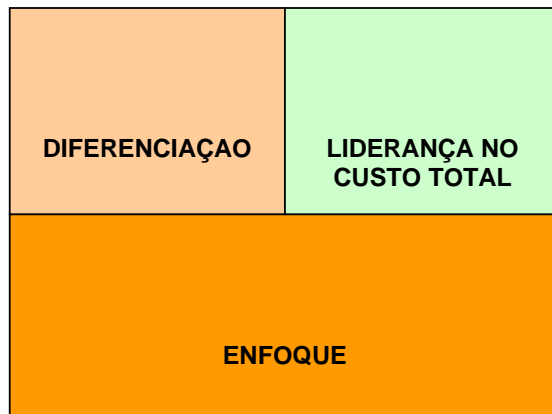 DIFERENCIAÇAO
LIDERANÇA NO
CUSTO TOTAL
ENFOQUE